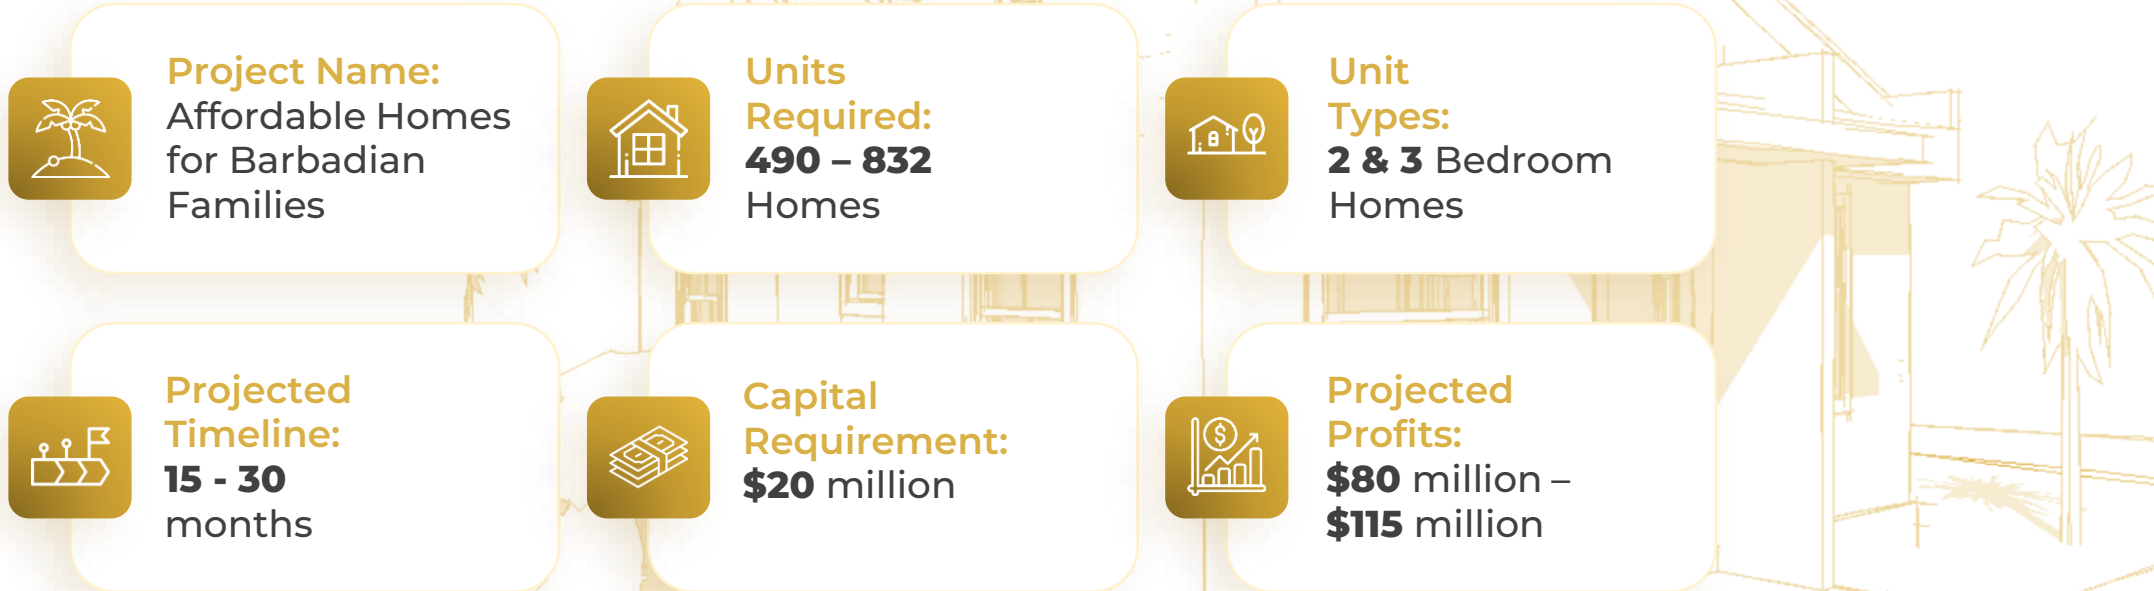 Project Name:
Affordable Homes
for Barbadian
Families
Units
Required:
490 – 832
Homes
Unit
Types:
2 & 3 Bedroom
Homes
Projected
Timeline:
15 - 30
months
Capital
Requirement:
$20 million
Projected
Profits:
$80 million –
$115 million